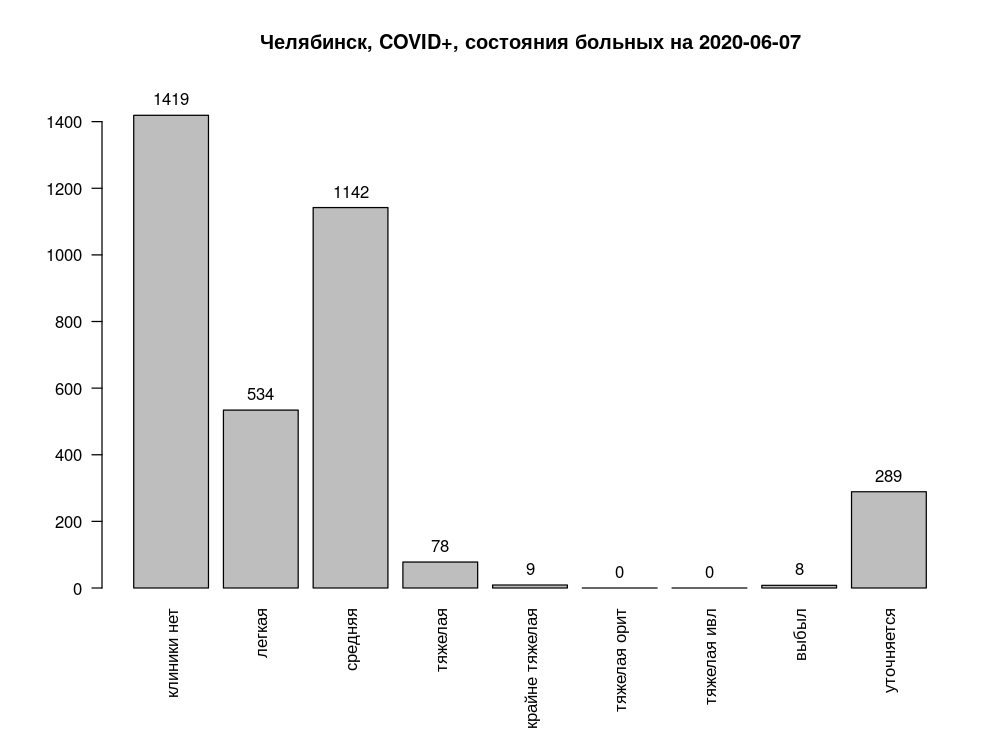 Челябинск, COVID+, состояния больных на 2020-06-07
1419
534
1142
78
9
0
0
8
289
1400
1200
1000
800
600
400
200
0
клиники нет
легкая
средняя
тяжелая
крайне тяжелая
тяжелая орит
тяжелая ивл
выбыл
уточняется